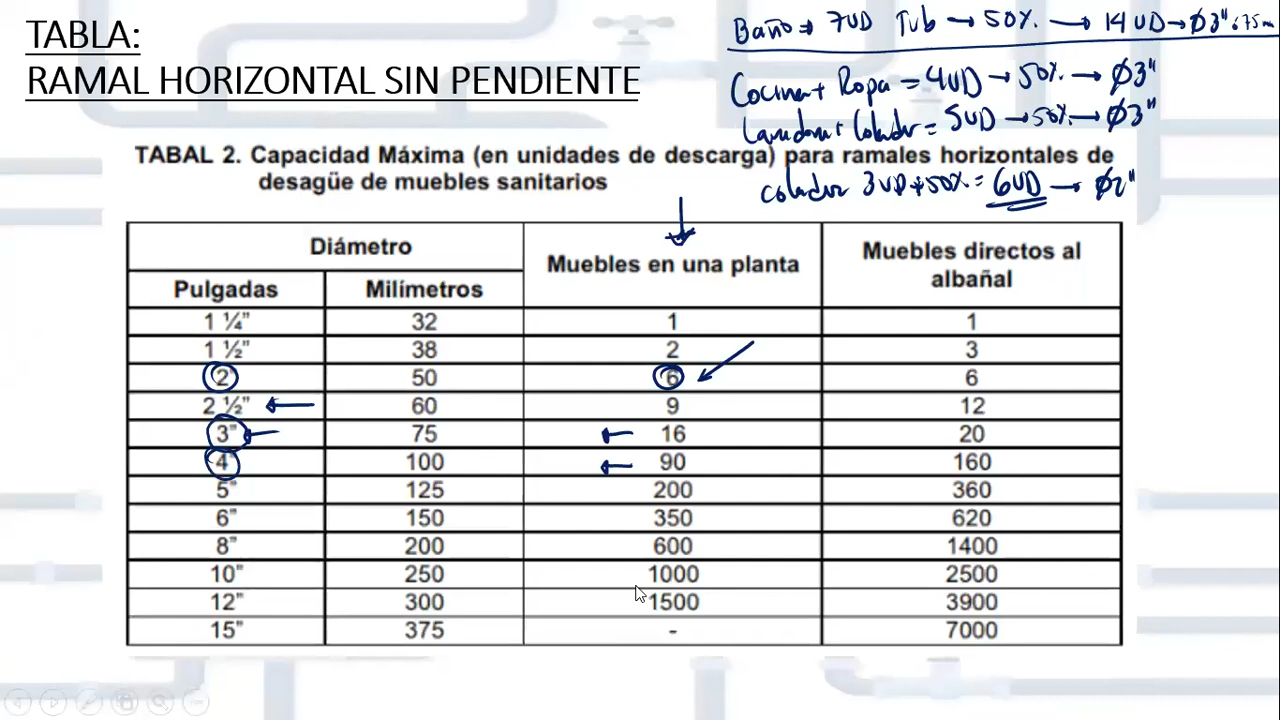 TABLA:
RAMAL HORIZONTAL SIN PENDIENTE
Baño → 7UD Tub → 50% → 14 UD → Ø3"
Cocina + Ropa = 4UD → 50% → Ø3"
Lavadora + Colador = 5UD → 50% → Ø3"
TABAL 2. Capacidad Máxima (en unidades de descarga) para ramales horizontales de
desagüe de muebles sanitarios
colador 3UD+50% = 6UD → Ø2"
Diámetro Muebles en una planta Muebles directos al albañal
Pulgadas Milímetros
1 ¼” 32 1 1
1 ½” 38 2 3
2 50 6 6
2 ½” 60 9 12
3” 75 16 20
4 100 90 160
5” 125 200 360
6” 150 350 620
8” 200 600 1400
10” 250 1000 2500
12” 300 1500 3900
15” 375 - 7000